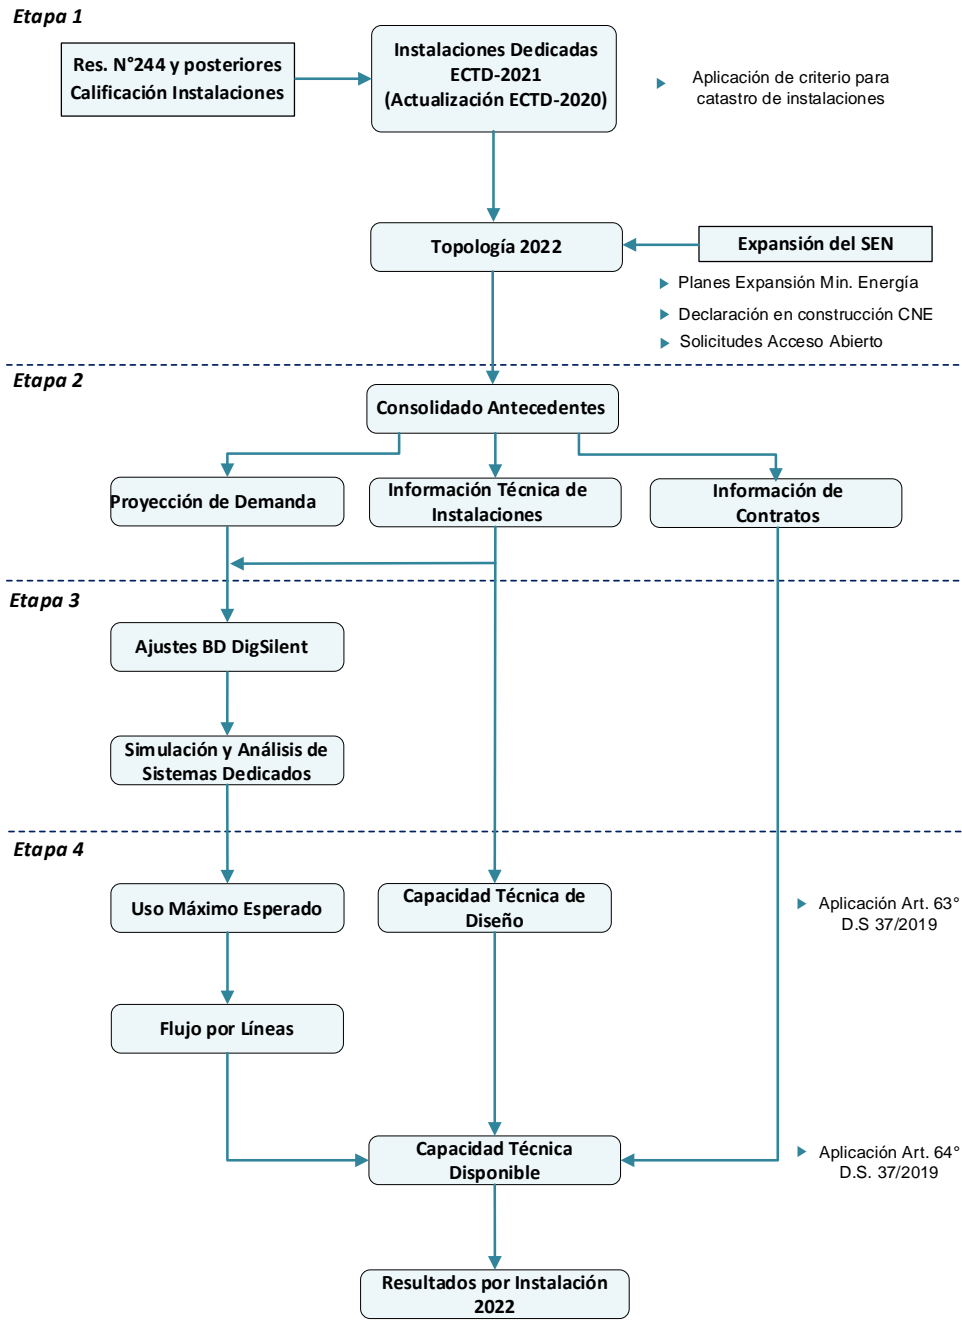 Etapa 1
Res. N°244 y posteriores
Calificación Instalaciones
Instalaciones Dedicadas
ECTD-2021
(Actualización ECTD-2020)
Aplicación de criterio para
catastro de instalaciones
Topología 2022
Expansión del SEN
Planes Expansión Min. Energía
Declaración en construcción CNE
Solicitudes Acceso Abierto
Etapa 2
Consolidado Antecedentes
Proyección de Demanda
Información Técnica de
Instalaciones
Información de
Contratos
Etapa 3
Ajustes BD DigSilent
Simulación y Análisis de
Sistemas Dedicados
Etapa 4
Uso Máximo Esperado
Capacidad Técnica de
Diseño
Aplicación Art. 63°
D.S 37/2019
Flujo por Líneas
Capacidad Técnica
Disponible
Aplicación Art. 64°
D.S. 37/2019
Resultados por Instalación
2022